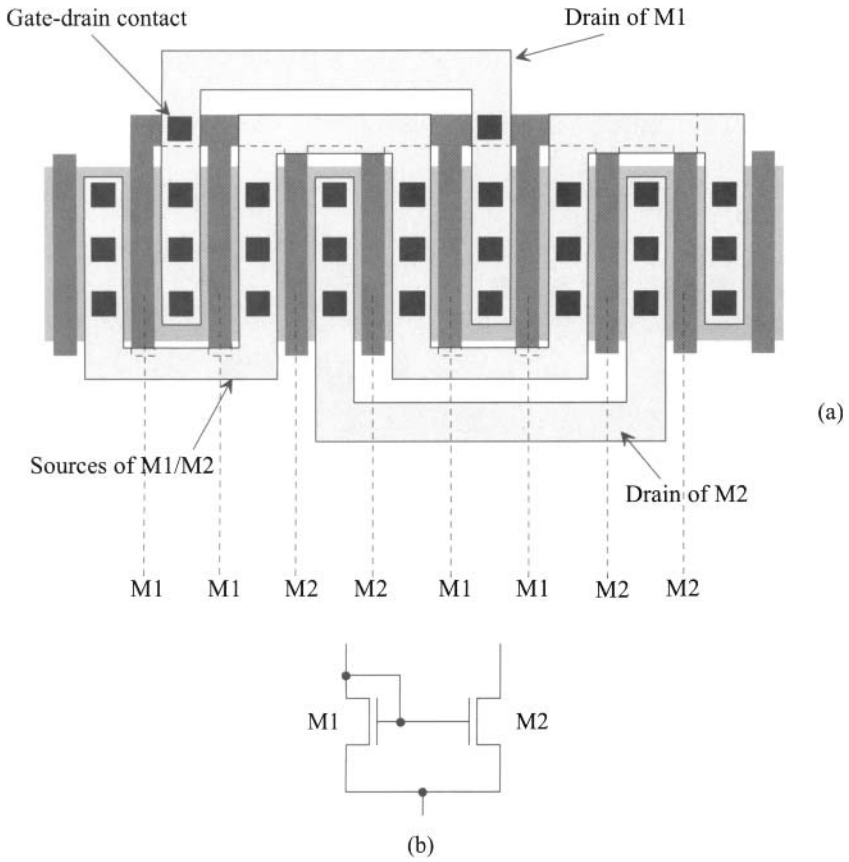 Gate-drain contact
Drain of M1
(a)
Sources of M1/M2
Drain of M2
M1 M1 M2 M2 M1 M1 M2 M2
M1 M2
(b)